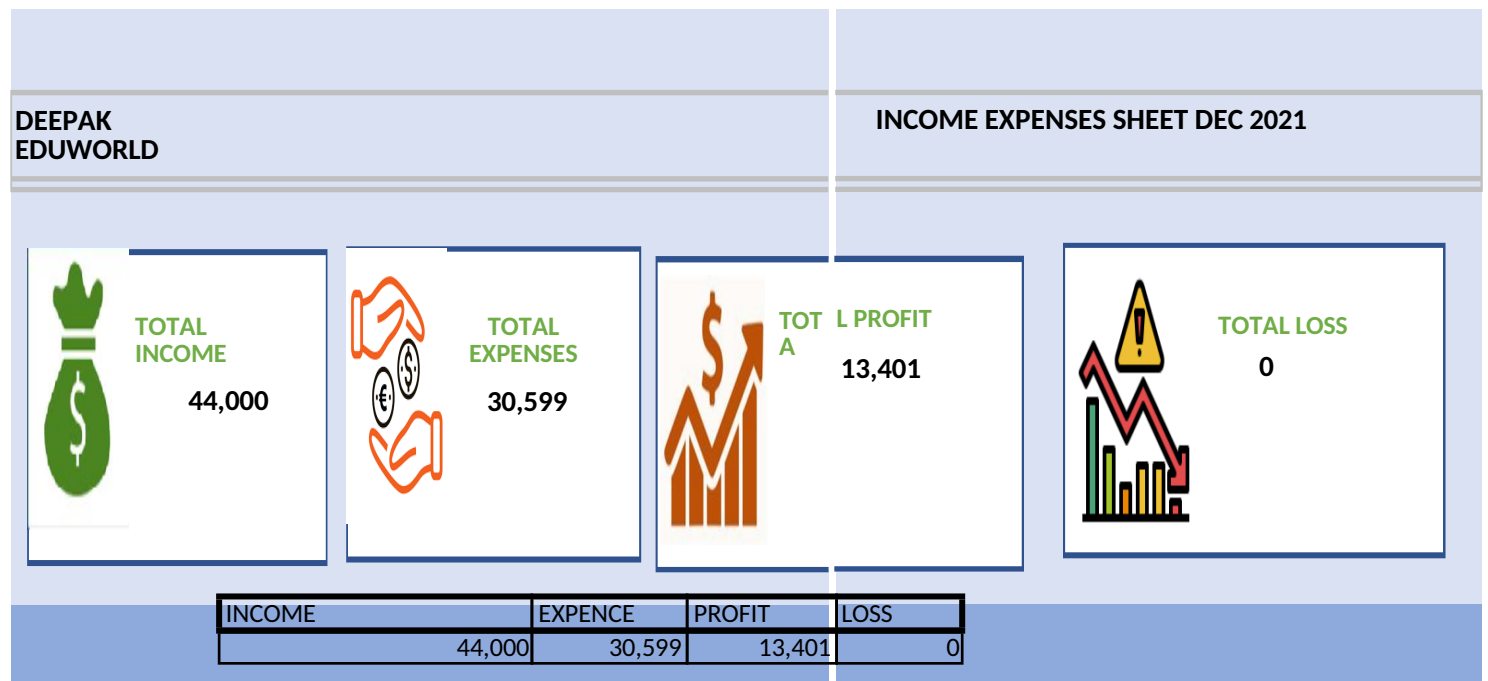 DEEPAK
EDUWORLD
INCOME EXPENSES SHEET DEC 2021
TOTAL
INCOME
44,000
TOTAL
EXPENSES
30,599
TOT L PROFIT
A
13,401
TOTAL LOSS
0
INCOME EXPENCE PROFIT LOSS
44,000 30,599 13,401 0